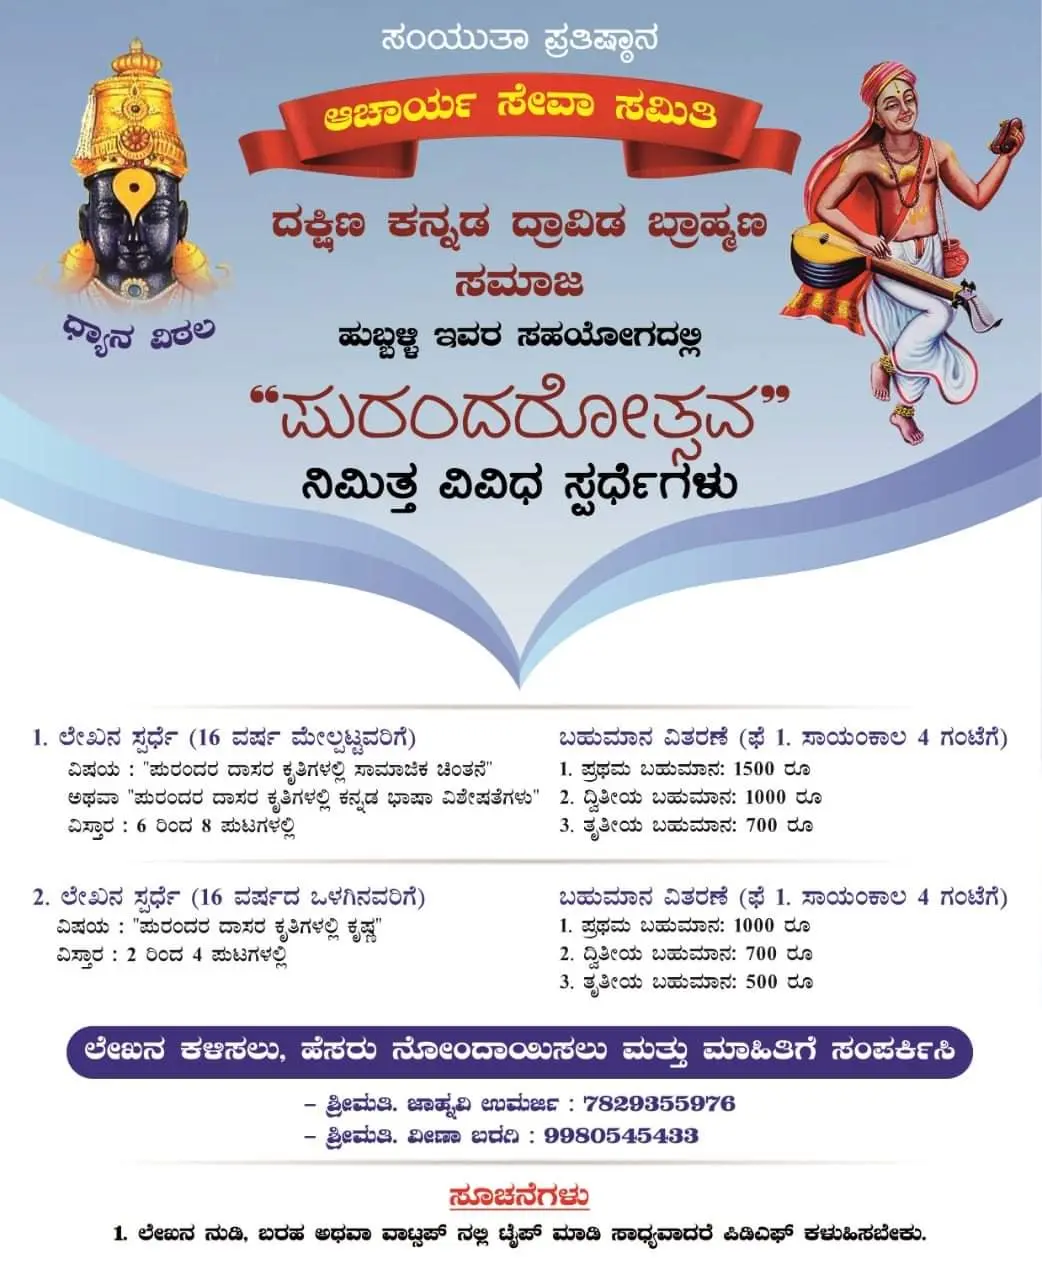 ಸಂಯುತಾ ಪ್ರತಿಷ್ಠಾನ
ಆಚಾರ್ಯ ಸೇವಾ ಸಮಿತಿ
ದಕ್ಷಿಣ ಕನ್ನಡ ದ್ರಾವಿಡ ಬ್ರಾಹ್ಮಣ
ಸಮಾಜ
ಧ್ಯಾನ ವಿಠಲ
ಹುಬ್ಬಳ್ಳಿ ಇವರ ಸಹಯೋಗದಲ್ಲಿ
“ಪುರಂದರೋತ್ಸವ”
ನಿಮಿತ್ತ ವಿವಿಧ ಸ್ಪರ್ಧೆಗಳು
1. ಲೇಖನ ಸ್ಪರ್ಧೆ (16 ವರ್ಷ ಮೇಲ್ಪಟ್ಟವರಿಗೆ)
ವಿಷಯ : "ಪುರಂದರ ದಾಸರ ಕೃತಿಗಳಲ್ಲಿ ಸಾಮಾಜಿಕ ಚಿಂತನೆ"
ಅಥವಾ "ಪುರಂದರ ದಾಸರ ಕೃತಿಗಳಲ್ಲಿ ಕನ್ನಡ ಭಾಷಾ ವಿಶೇಷತೆಗಳು"
ವಿಸ್ತಾರ : 6 ರಿಂದ 8 ಪುಟಗಳಲ್ಲಿ
ಬಹುಮಾನ ವಿತರಣೆ (ಫೆ 1. ಸಾಯಂಕಾಲ 4 ಗಂಟೆಗೆ)
1. ಪ್ರಥಮ ಬಹುಮಾನ: 1500 ರೂ
2. ದ್ವಿತೀಯ ಬಹುಮಾನ: 1000 ರೂ
3. ತೃತೀಯ ಬಹುಮಾನ: 700 ರೂ
2. ಲೇಖನ ಸ್ಪರ್ಧೆ (16 ವರ್ಷದ ಒಳಗಿನವರಿಗೆ)
ವಿಷಯ : "ಪುರಂದರ ದಾಸರ ಕೃತಿಗಳಲ್ಲಿ ಕೃಷ್ಣ"
ವಿಸ್ತಾರ : 2 ರಿಂದ 4 ಪುಟಗಳಲ್ಲಿ
ಬಹುಮಾನ ವಿತರಣೆ (ಫೆ 1. ಸಾಯಂಕಾಲ 4 ಗಂಟೆಗೆ)
1. ಪ್ರಥಮ ಬಹುಮಾನ: 1000 ರೂ
2. ದ್ವಿತೀಯ ಬಹುಮಾನ: 700 ರೂ
3. ತೃತೀಯ ಬಹುಮಾನ: 500 ರೂ
ಲೇಖನ ಕಳಿಸಲು, ಹೆಸರು ನೋಂದಾಯಿಸಲು ಮತ್ತು ಮಾಹಿತಿಗೆ ಸಂಪರ್ಕಿಸಿ
– ಶ್ರೀಮತಿ. ಜಾಹ್ನವಿ ಉಮರ್ಜಿ : 7829355976
– ಶ್ರೀಮತಿ. ವೀಣಾ ಬರಗಿ : 9980545433
ಸೂಚನೆಗಳು
1. ಲೇಖನ ನುಡಿ, ಬರಹ ಅಥವಾ ವಾಟ್ಸಪ್ ನಲ್ಲಿ ಟೈಪ್ ಮಾಡಿ ಸಾಧ್ಯವಾದರೆ ಪಿಡಿಎಫ್ ಕಳುಹಿಸಬೇಕು.